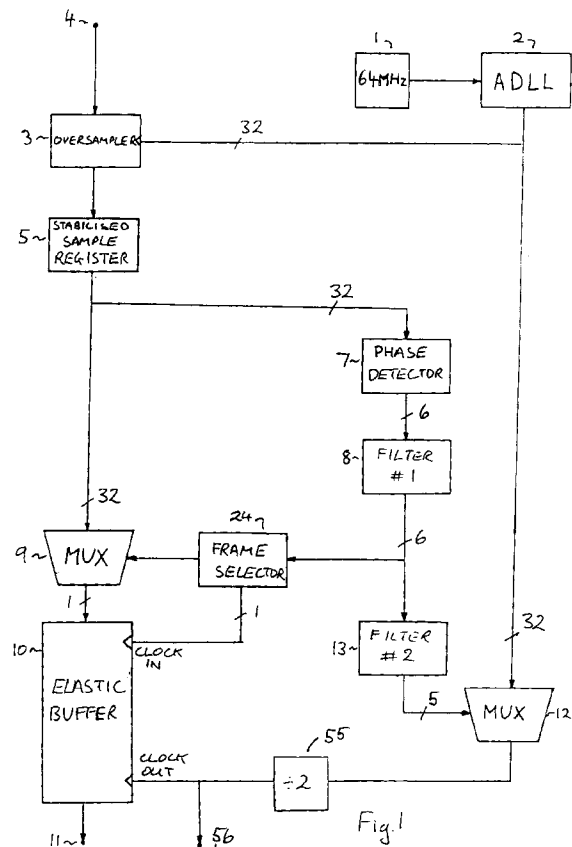 4
1
2
64MHz
ADLL
3
OVERSAMPLER
32
5
STABILISED
SAMPLE
REGISTER
32
7
PHASE
DETECTOR
6
8
FILTER
#1
32
24
6
9
MUX
FRAME
SELECTOR
1
1
13
FILTER
#2
32
10
CLOCK
IN
ELASTIC
BUFFER
5
MUX
12
55
CLOCK
OUT
÷2
Fig.1
11
56